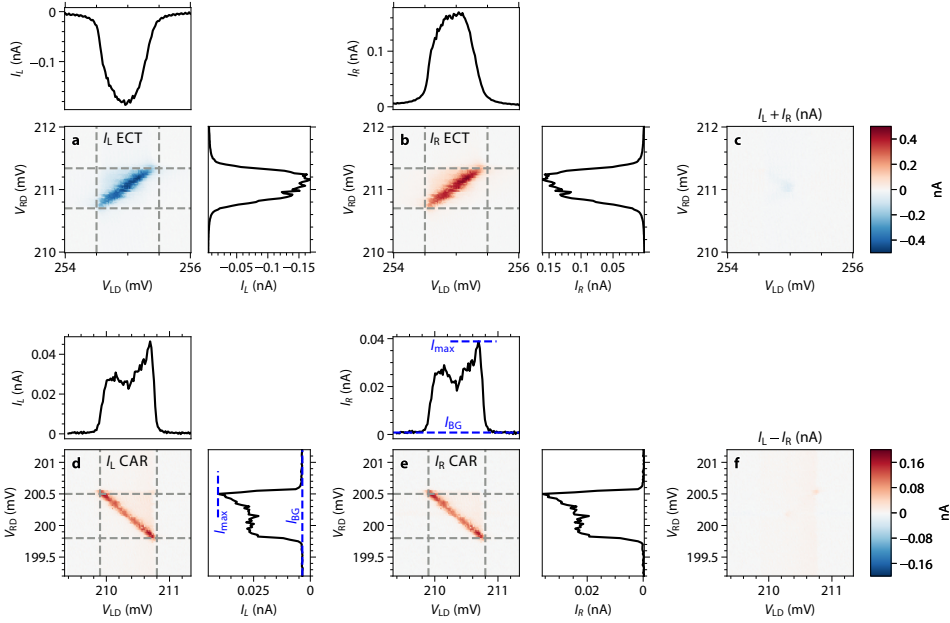 0
−0.1
I_L (nA)
0.1
0
I_R (nA)
212
211
210
V_RD (mV)
a
I_L ECT
254
256
V_LD (mV)
−0.05
−0.10
−0.15
I_L (nA)
212
211
210
V_RD (mV)
b
I_R ECT
254
256
V_LD (mV)
0.15
0.1
0.05
I_R (nA)
I_L + I_R (nA)
212
211
210
V_RD (mV)
c
254
256
V_LD (mV)
0.4
0.2
0
−0.2
−0.4
nA
0.04
0.02
0
I_L (nA)
0.04
0.02
0
I_R (nA)
I_max
I_BG
201
200.5
200
199.5
V_RD (mV)
d
I_L CAR
210
211
V_LD (mV)
I_max
I_BG
0.025
0
I_L (nA)
201
200.5
200
199.5
V_RD (mV)
e
I_R CAR
210
211
V_LD (mV)
0.02
0
I_R (nA)
I_L − I_R (nA)
201
200.5
200
199.5
V_RD (mV)
f
210
211
V_LD (mV)
0.16
0.08
0
−0.08
−0.16
nA